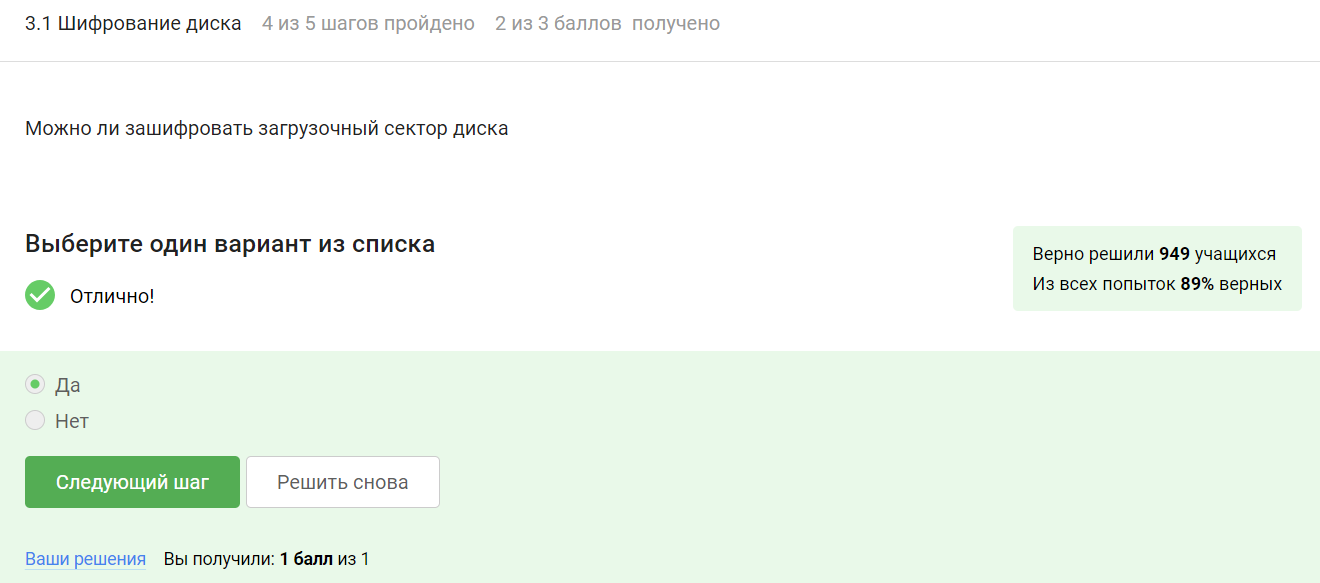 3.1 Шифрование диска 4 из 5 шагов пройдено 2 из 3 баллов получено
Можно ли зашифровать загрузочный сектор диска
Выберите один вариант из списка
Верно решили 949 учащихся
Из всех попыток 89% верных
Отлично!
Да
Нет
Следующий шаг Решить снова
Ваши решения Вы получили: 1 балл из 1